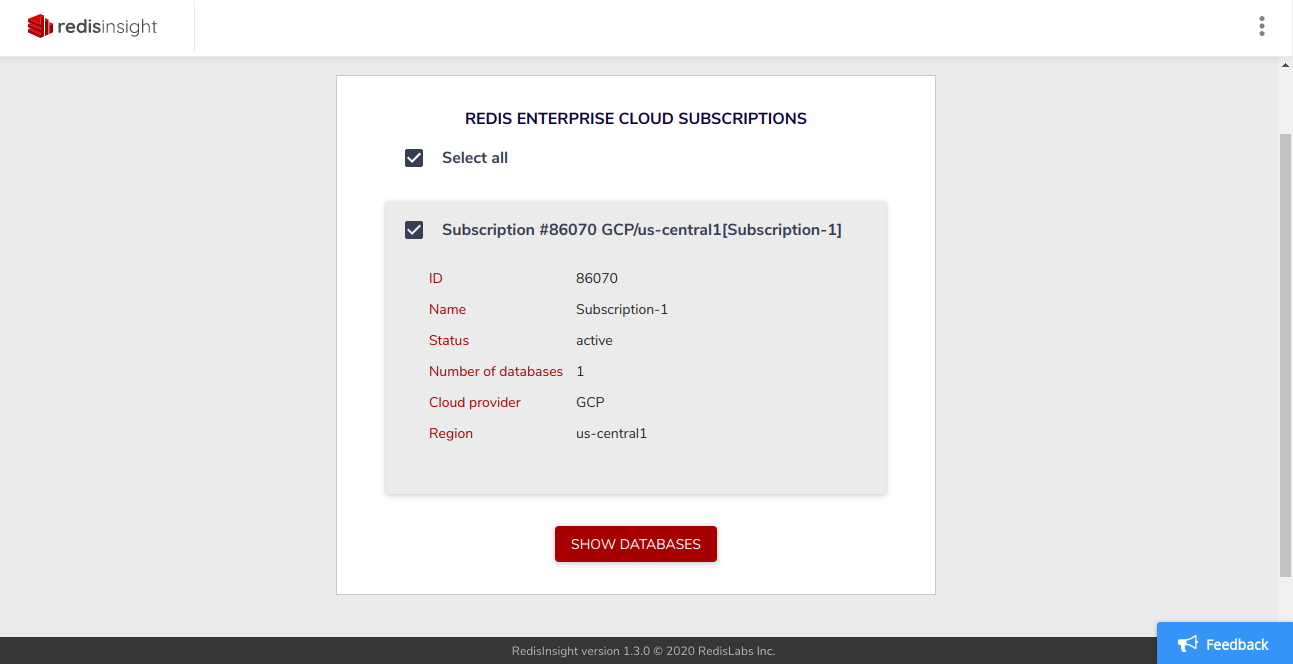 redisinsight
REDIS ENTERPRISE CLOUD SUBSCRIPTIONS
Select all
Subscription #86070 GCP/us-central1[Subscription-1]
ID 86070
Name Subscription-1
Status active
Number of databases 1
Cloud provider GCP
Region us-central1
SHOW DATABASES
RedisInsight version 1.3.0 © 2020 RedisLabs Inc.
Feedback